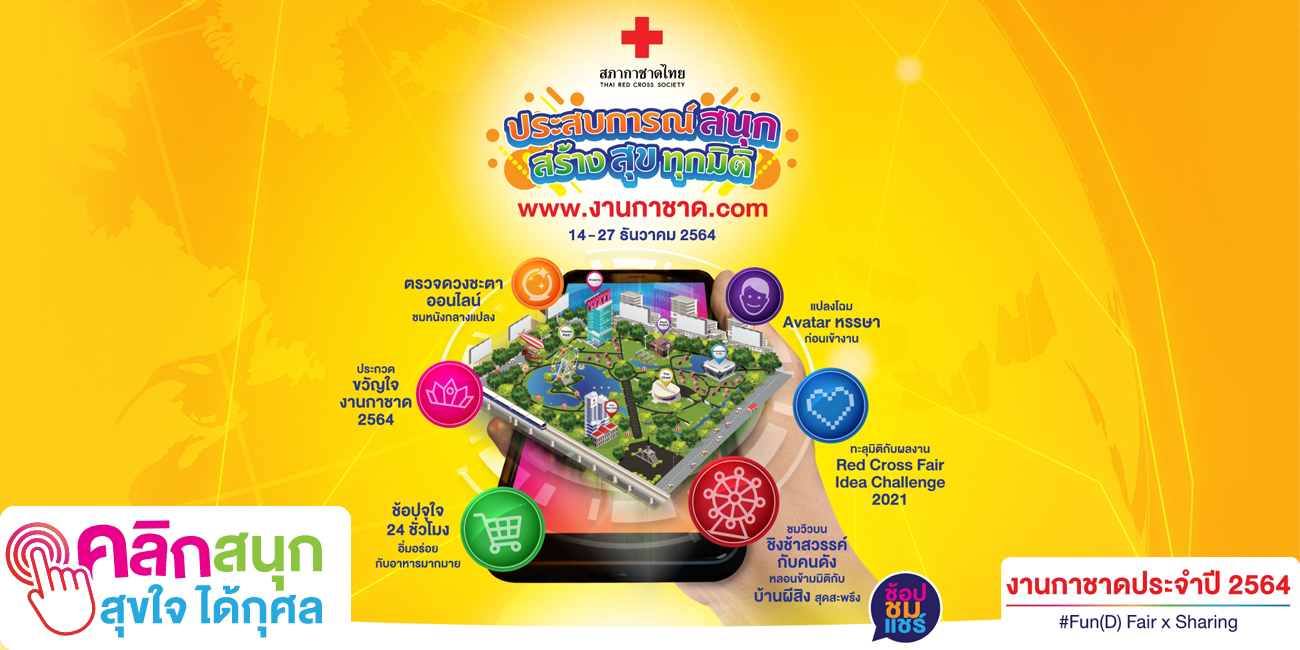 สภากาชาดไทย
THAI RED CROSS SOCIETY
ประสบการณ์ สนุก
สร้าง สุข ทุกมิติ
www.งานกาชาด.com
14-27 ธันวาคม 2564
ตรวจดวงชะตา
ออนไลน์
ชมหนังกลางแปลง
แปลงโฉม
Avatar หรรษา
ก่อนเข้างาน
ประกวด
ขวัญใจ
งานกาชาด
2564
ทะลุมิติกับผลงาน
Red Cross Fair
Idea Challenge
2021
ช้อปจุใจ
24 ชั่วโมง
อิ่มอร่อย
กับอาหารมากมาย
ชมวิวบน
ชิงช้าสวรรค์
กับคนดัง
หลอนข้ามมิติกับ
บ้านผีสิง สุดสะพรึง
คลิกสนุก
สุขใจ ได้กุศล
ช้อป
ชม
แชร์
งานกาชาดประจำปี 2564
#Fun(D) Fair x Sharing